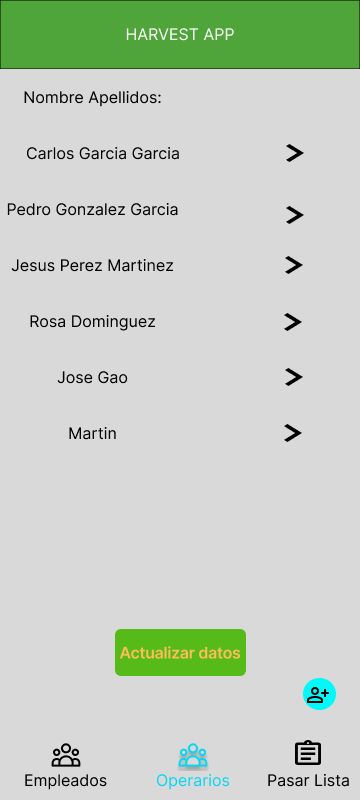 HARVEST APP
Nombre Apellidos:
Carlos Garcia Garcia
Pedro Gonzalez Garcia
Jesus Perez Martinez
Rosa Dominguez
Jose Gao
Martin
Actualizar datos
Empleados
Operarios
Pasar Lista